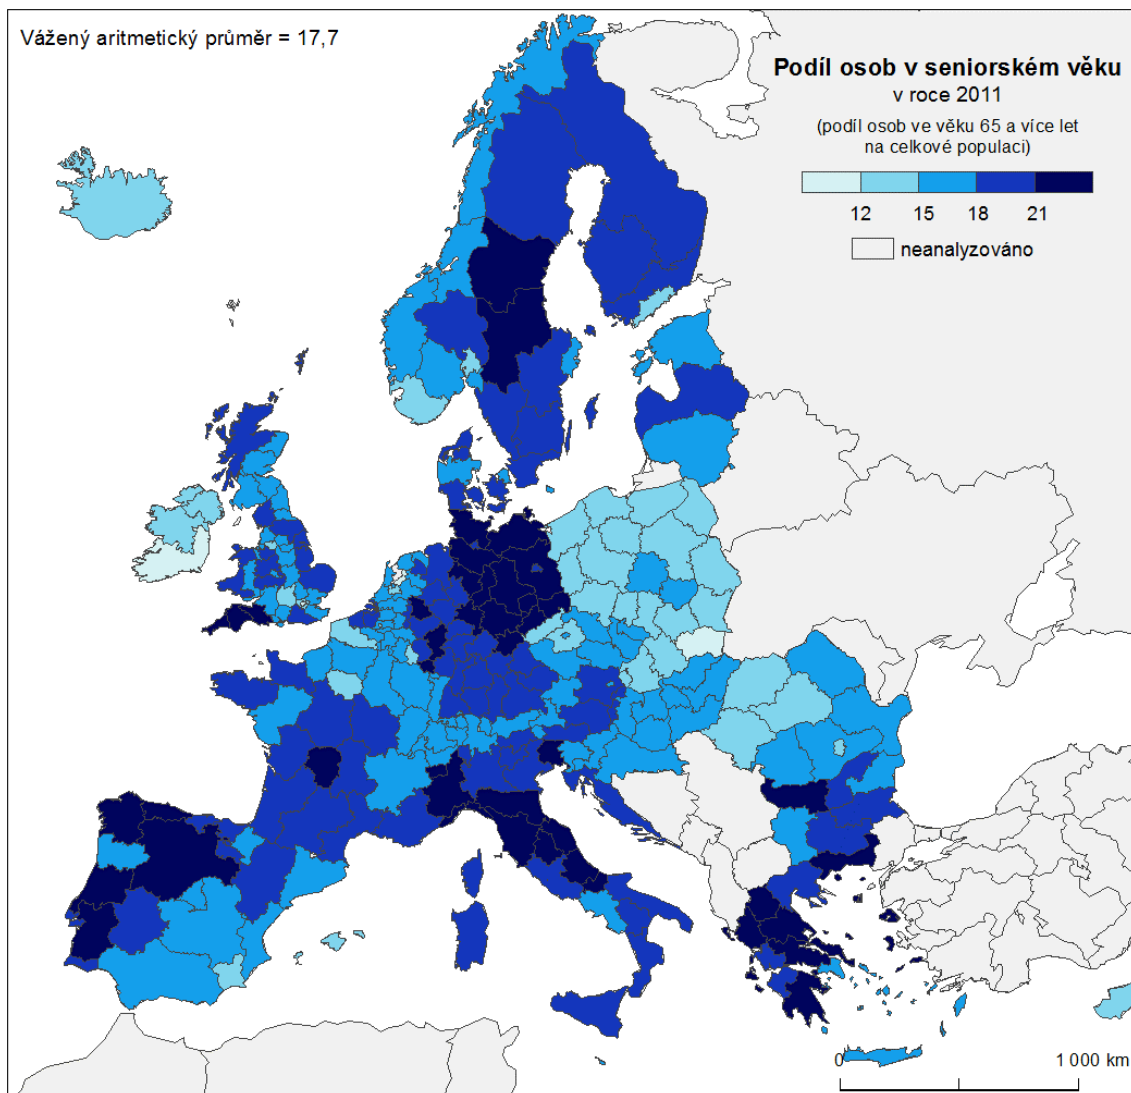 Vážený aritmetický průměr = 17,7
Podíl osob v seniorském věku
v roce 2011
(podíl osob ve věku 65 a více let
na celkové populaci)
12 15 18 21
neanalyzováno
0 1 000 km